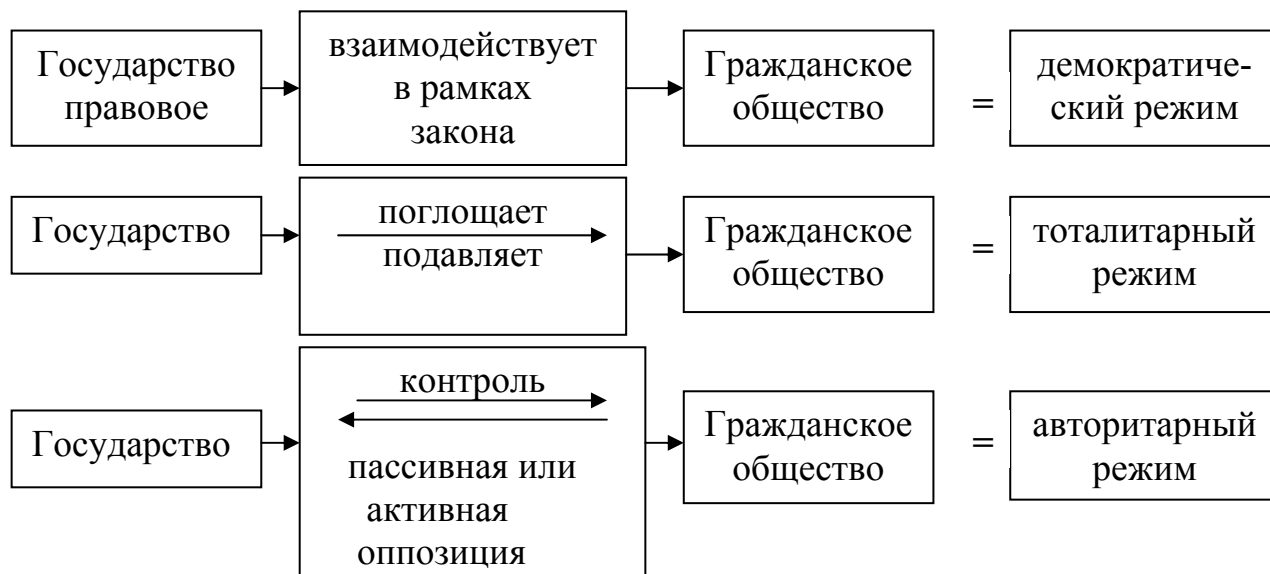 Государство
правовое
взаимодействует
в рамках
закона
Гражданское
общество
=
демократиче-
ский режим
Государство
поглощает
подавляет
Гражданское
общество
=
тоталитарный
режим
Государство
контроль
пассивная или
активная
оппозиция
Гражданское
общество
=
авторитарный
режим